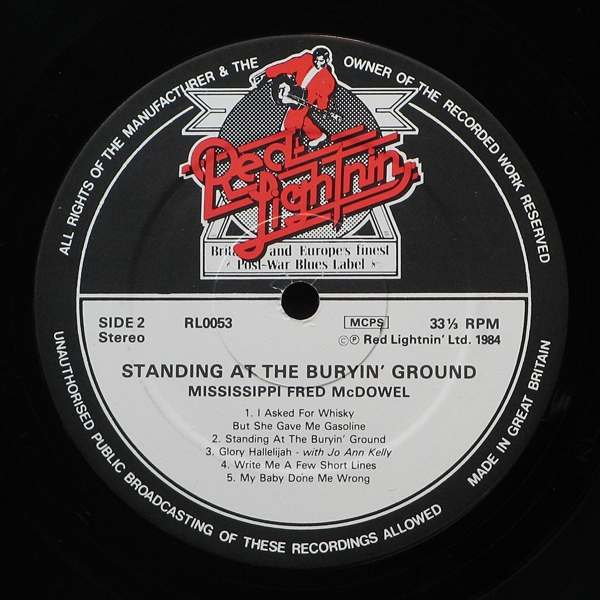 ALL RIGHTS OF THE MANUFACTURER & THE OWNER OF THE RECORDED WORK RESERVED
Red
Lightnin'
Britain's and Europe's finest
Post-War Blues Label
SIDE 2 RL0053 MCPS 33⅓ RPM
Stereo ©℗ Red Lightnin' Ltd. 1984
STANDING AT THE BURYIN' GROUND
MISSISSIPPI FRED McDOWEL
1. I Asked For Whisky
But She Gave Me Gasoline
2. Standing At The Buryin' Ground
3. Glory Hallelijah - with Jo Ann Kelly
4. Write Me A Few Short Lines
5. My Baby Done Me Wrong
UNAUTHORISED PUBLIC BROADCASTING OF THESE RECORDINGS ALLOWED
MADE IN GREAT BRITAIN